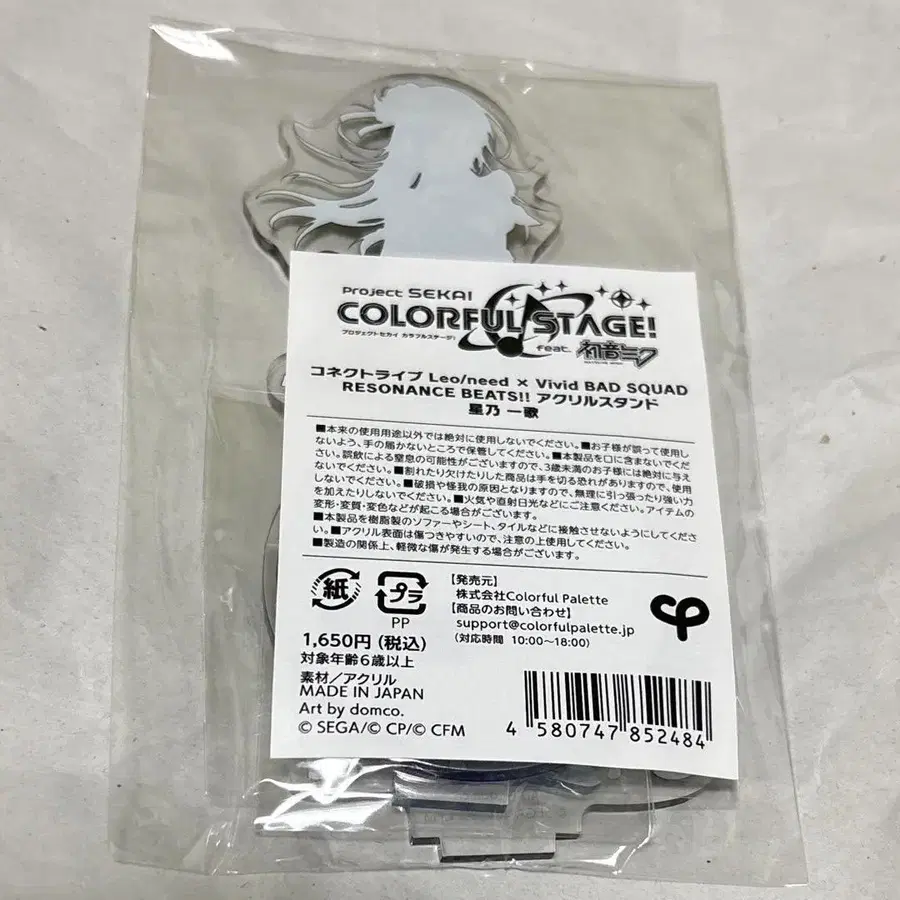 Project SEKAI
COLORFUL STAGE!
プロジェクトセカイ カラフルステージ!
feat. 初音ミク
コネクトライブ Leo/need × Vivid BAD SQUAD
RESONANCE BEATS!! アクリルスタンド
星乃 一歌
■本来の使用用途以外では絶対に使用しないでください。■お子様が誤って使用し
ないよう、手の届かないところで保管してください。■本製品を口に含まないでくだ
さい。誤飲による窒息の可能性がございますので、3歳未満のお子様には絶対に与え
ないでください。■割れたり欠けたりした商品は手を切る恐れがありますので、使用
しないでください。■破損や怪我の原因となりますので、無理に引っ張ったり強い力
を加えたりしないでください。■火気や直射日光などにご注意ください。アイテムの
変形・変質・変色などが起こる場合がございます。
■本製品を樹脂製のソファーやシート、タイルなどに接触させないようにしてくださ
い。■アクリル表面は傷つきやすいので、注意の上使用してください。
■製造の関係上、軽微な傷が発生する場合がございます。
紙
プラ
PP
【発売元】
株式会社Colorful Palette
【商品のお問い合わせ】
support@colorfulpalette.jp
(対応時間 10:00~18:00)
1,650円(税込)
対象年齢6歳以上
素材/アクリル
MADE IN JAPAN
Art by domco.
© SEGA/© CP/© CFM
4 580747 852484